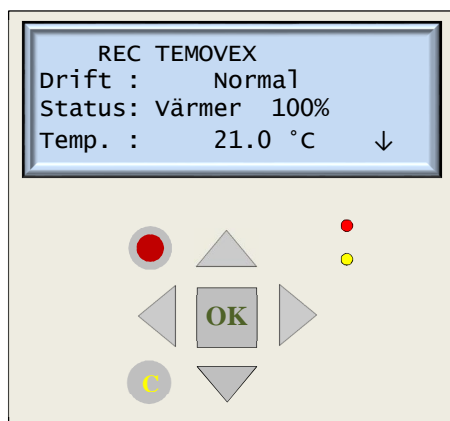 REC TEMOVEX
Drift : Normal
Status: Värmer 100%
Temp. : 21.0 °C ↓
OK
C